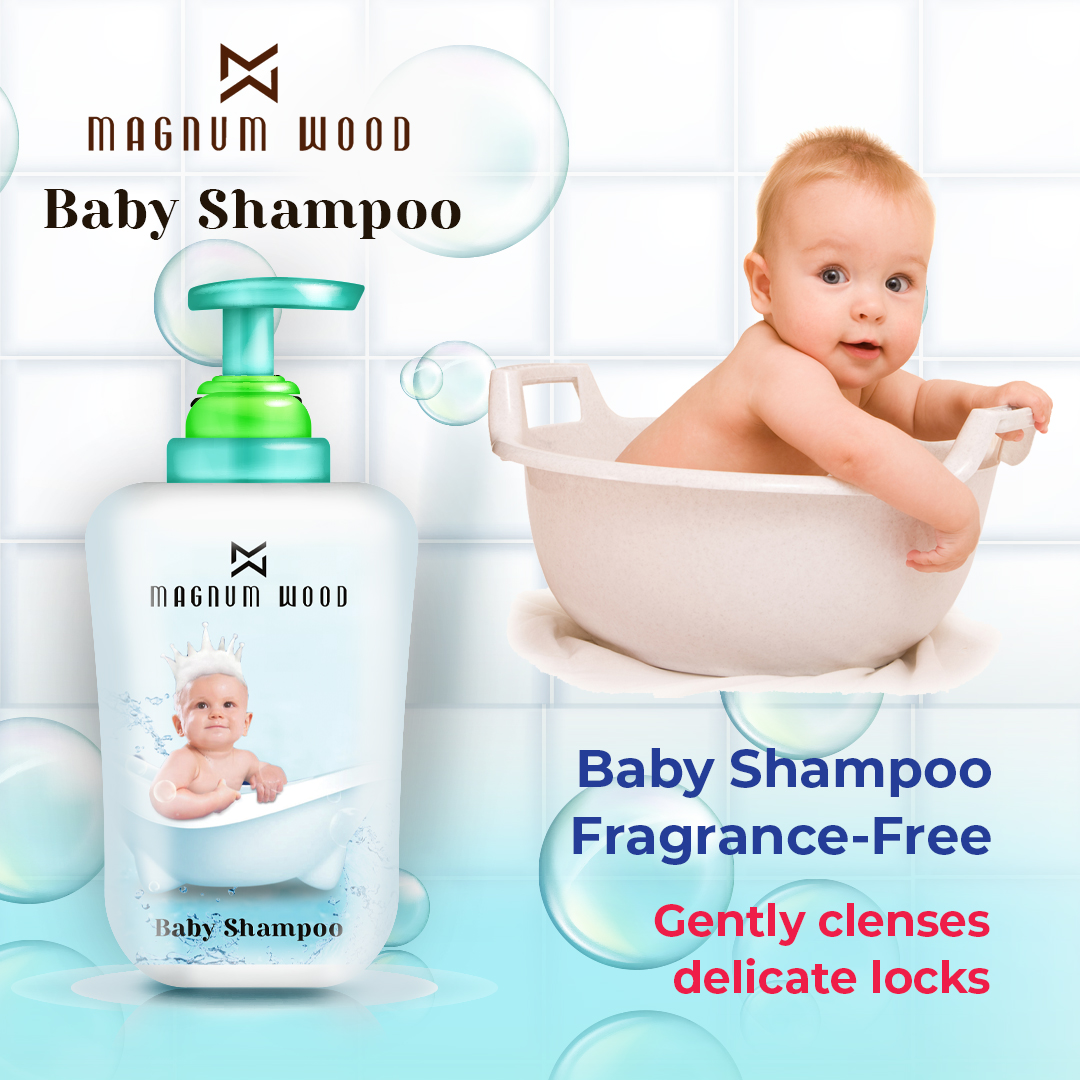 MAGNUM WOOD
Baby Shampoo
MAGNUM WOOD
Baby Shampoo
Baby Shampoo
Fragrance-Free
Gently clenses
delicate locks